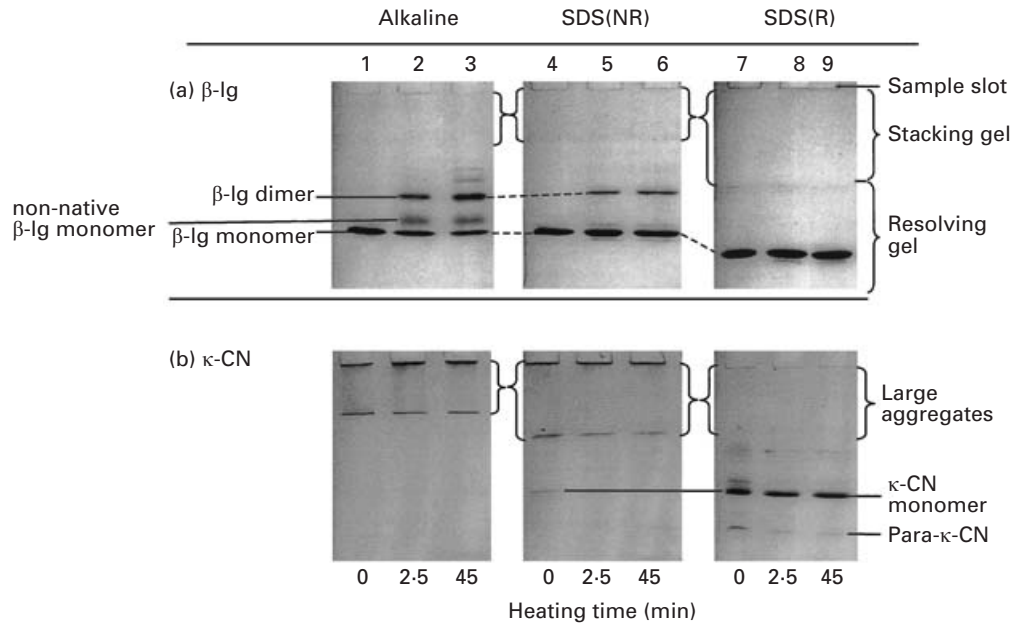 Alkaline SDS(NR) SDS(R)
1 2 3 4 5 6 7 8 9
(a) β-lg
Sample slot
Stacking gel
β-lg dimer
non-native
β-lg monomer
β-lg monomer
Resolving
gel
(b) κ-CN
Large
aggregates
κ-CN
monomer
Para-κ-CN
0 2·5 45 0 2·5 45 0 2·5 45
Heating time (min)